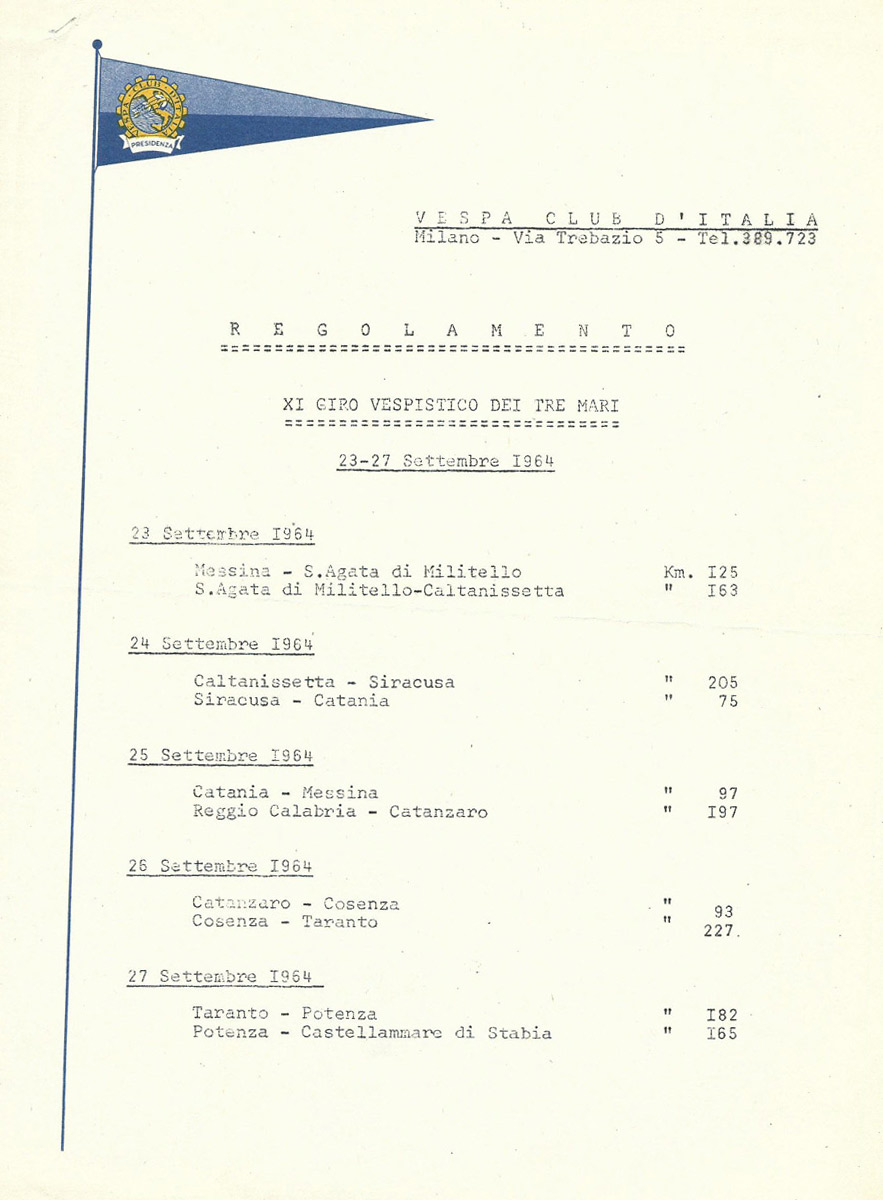 VESPA CLUB D'ITALIA
PRESIDENZA
V E S P A   C L U B   D ' I T A L I A
Milano - Via Trebazio 5 - Tel.389.723
R E G O L A M E N T O
XI GIRO VESPISTICO DEI TRE MARI
23-27 Settembre I964
23 Settembre I964
Messina - S.Agata di Militello Km. I25
S.Agata di Militello-Caltanissetta " I63
24 Settembre I964
Caltanissetta - Siracusa " 205
Siracusa - Catania " 75
25 Settembre I964
Catania - Messina " 97
Reggio Calabria - Catanzaro " I97
26 Settembre I964
Catanzaro - Cosenza " 93
Cosenza - Taranto " 227.
27 Settembre I964
Taranto - Potenza " I82
Potenza - Castellammare di Stabia " I65